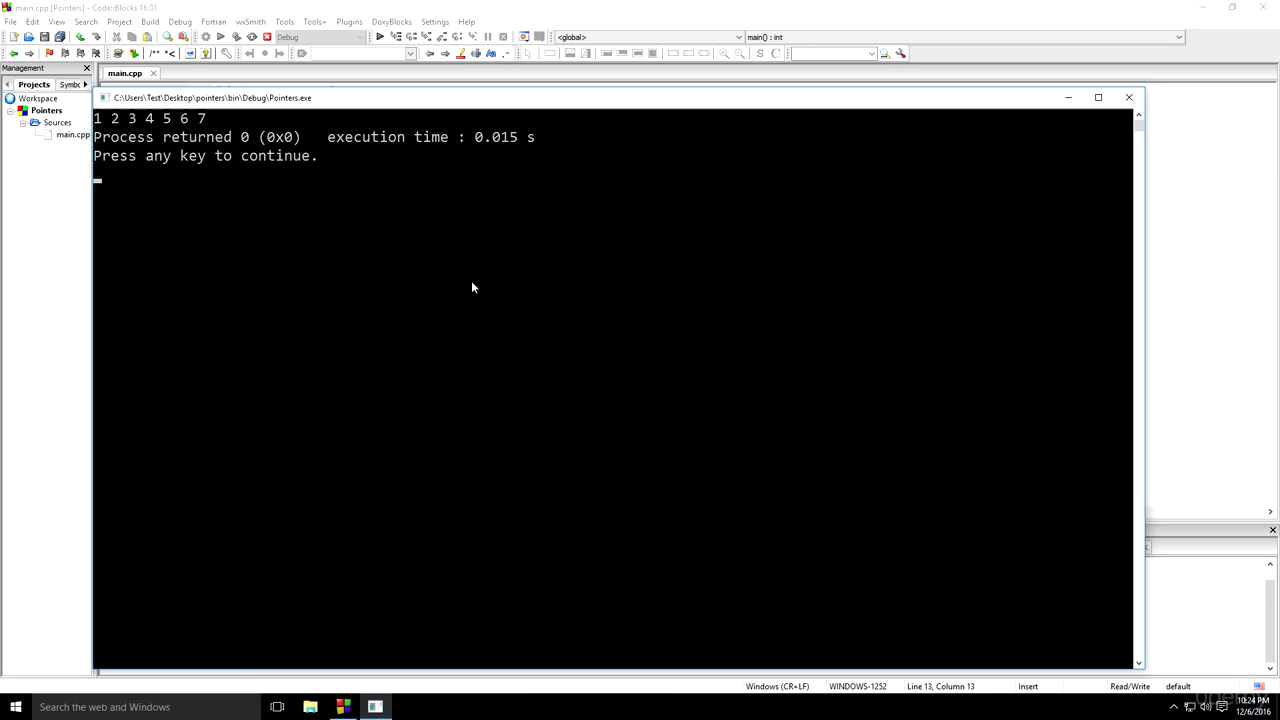 main.cpp [Pointers] - Code::Blocks 16.01
File Edit View Search Project Build Debug Fortran wxSmith Tools Tools+ Plugins DoxyBlocks Settings Help
Debug <global> main() : int
/** *<
Management
Projects Symbc
main.cpp
Workspace
Pointers
Sources
main.cpp
C:\Users\Test\Desktop\pointers\bin\Debug\Pointers.exe
1 2 3 4 5 6 7
Process returned 0 (0x0)   execution time : 0.015 s
Press any key to continue.
Windows (CR+LF) WINDOWS-1252 Line 13, Column 13 Insert Read/Write default
Search the web and Windows
10:24 PM
12/6/2016